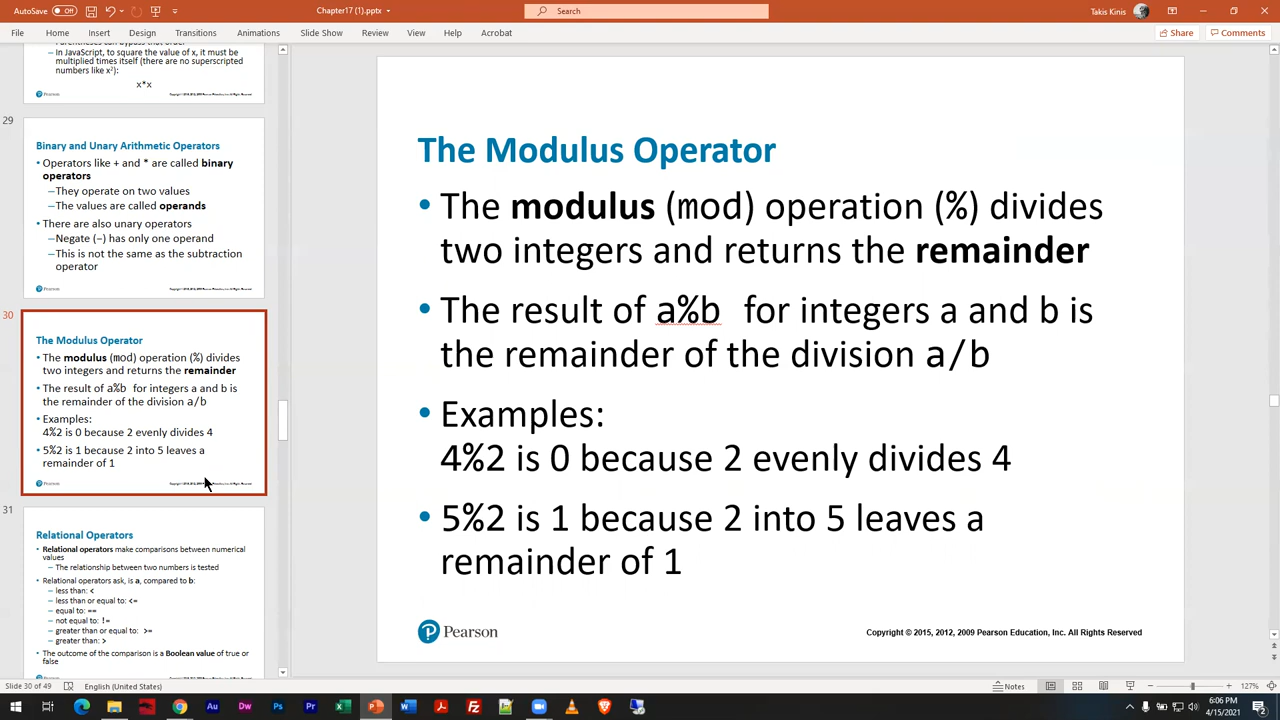 AutoSave Off
Chapter17 (1).pptx
Search
Takis Kinis
File Home Insert Design Transitions Animations Slide Show Review View Help Acrobat
Share Comments
Parentheses can bypass that order
– In JavaScript, to square the value of x, it must be
multiplied times itself (there are no superscripted
numbers like x²):
x*x
Pearson
29
Binary and Unary Arithmetic Operators
• Operators like + and * are called binary
operators
– They operate on two values
– The values are called operands
• There are also unary operators
– Negate (–) has only one operand
– This is not the same as the subtraction
operator
Pearson
30
The Modulus Operator
• The modulus (mod) operation (%) divides
two integers and returns the remainder
• The result of a%b for integers a and b is
the remainder of the division a/b
• Examples:
4%2 is 0 because 2 evenly divides 4
• 5%2 is 1 because 2 into 5 leaves a
remainder of 1
Pearson
31
Relational Operators
• Relational operators make comparisons between numerical
values
– The relationship between two numbers is tested
• Relational operators ask, is a, compared to b:
– less than: <
– less than or equal to: <=
– equal to: ==
– not equal to: !=
– greater than or equal to: >=
– greater than: >
• The outcome of the comparison is a Boolean value of true or
false
The Modulus Operator
• The modulus (mod) operation (%) divides
two integers and returns the remainder
• The result of a%b for integers a and b is
the remainder of the division a/b
• Examples:
4%2 is 0 because 2 evenly divides 4
• 5%2 is 1 because 2 into 5 leaves a
remainder of 1
Pearson
Copyright © 2015, 2012, 2009 Pearson Education, Inc. All Rights Reserved
Slide 30 of 49
English (United States)
Notes
127%
Au Dw Ps Pr
6:06 PM
4/15/2021